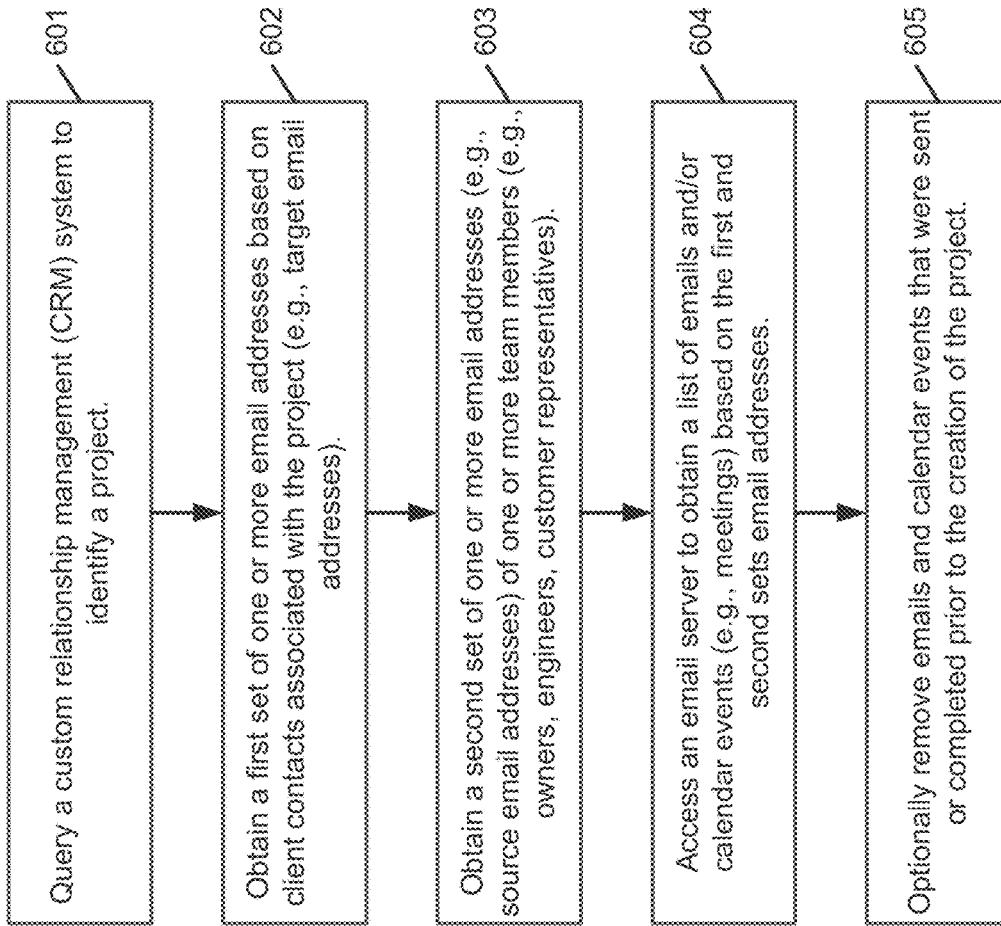 Query a custom relationship management (CRM) system to
identify a project.
601
Obtain a first set of one or more email addresses based on
client contacts associated with the project (e.g., target email
addresses).
602
Obtain a second set of one or more email addresses (e.g.,
source email addresses) of one or more team members (e.g.,
owners, engineers, customer representatives).
603
Access an email server to obtain a list of emails and/or
calendar events (e.g., meetings) based on the first and
second sets email addresses.
604
Optionally remove emails and calendar events that were sent
or completed prior to the creation of the project.
605